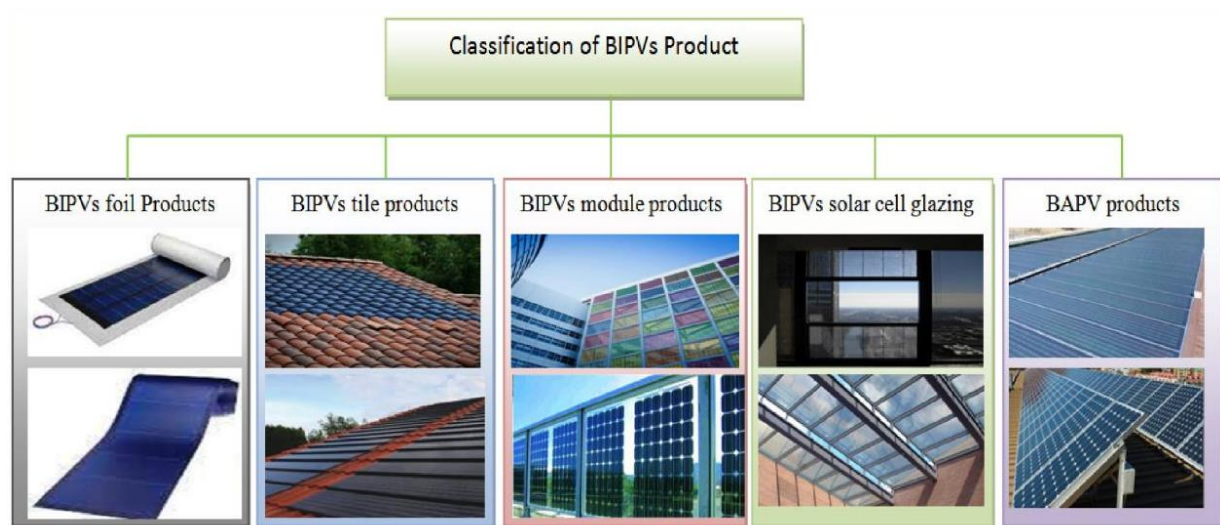 Classification of BIPVs Product
BIPVs foil Products
BIPVs tile products
BIPVs module products
BIPVs solar cell glazing
BAPV products